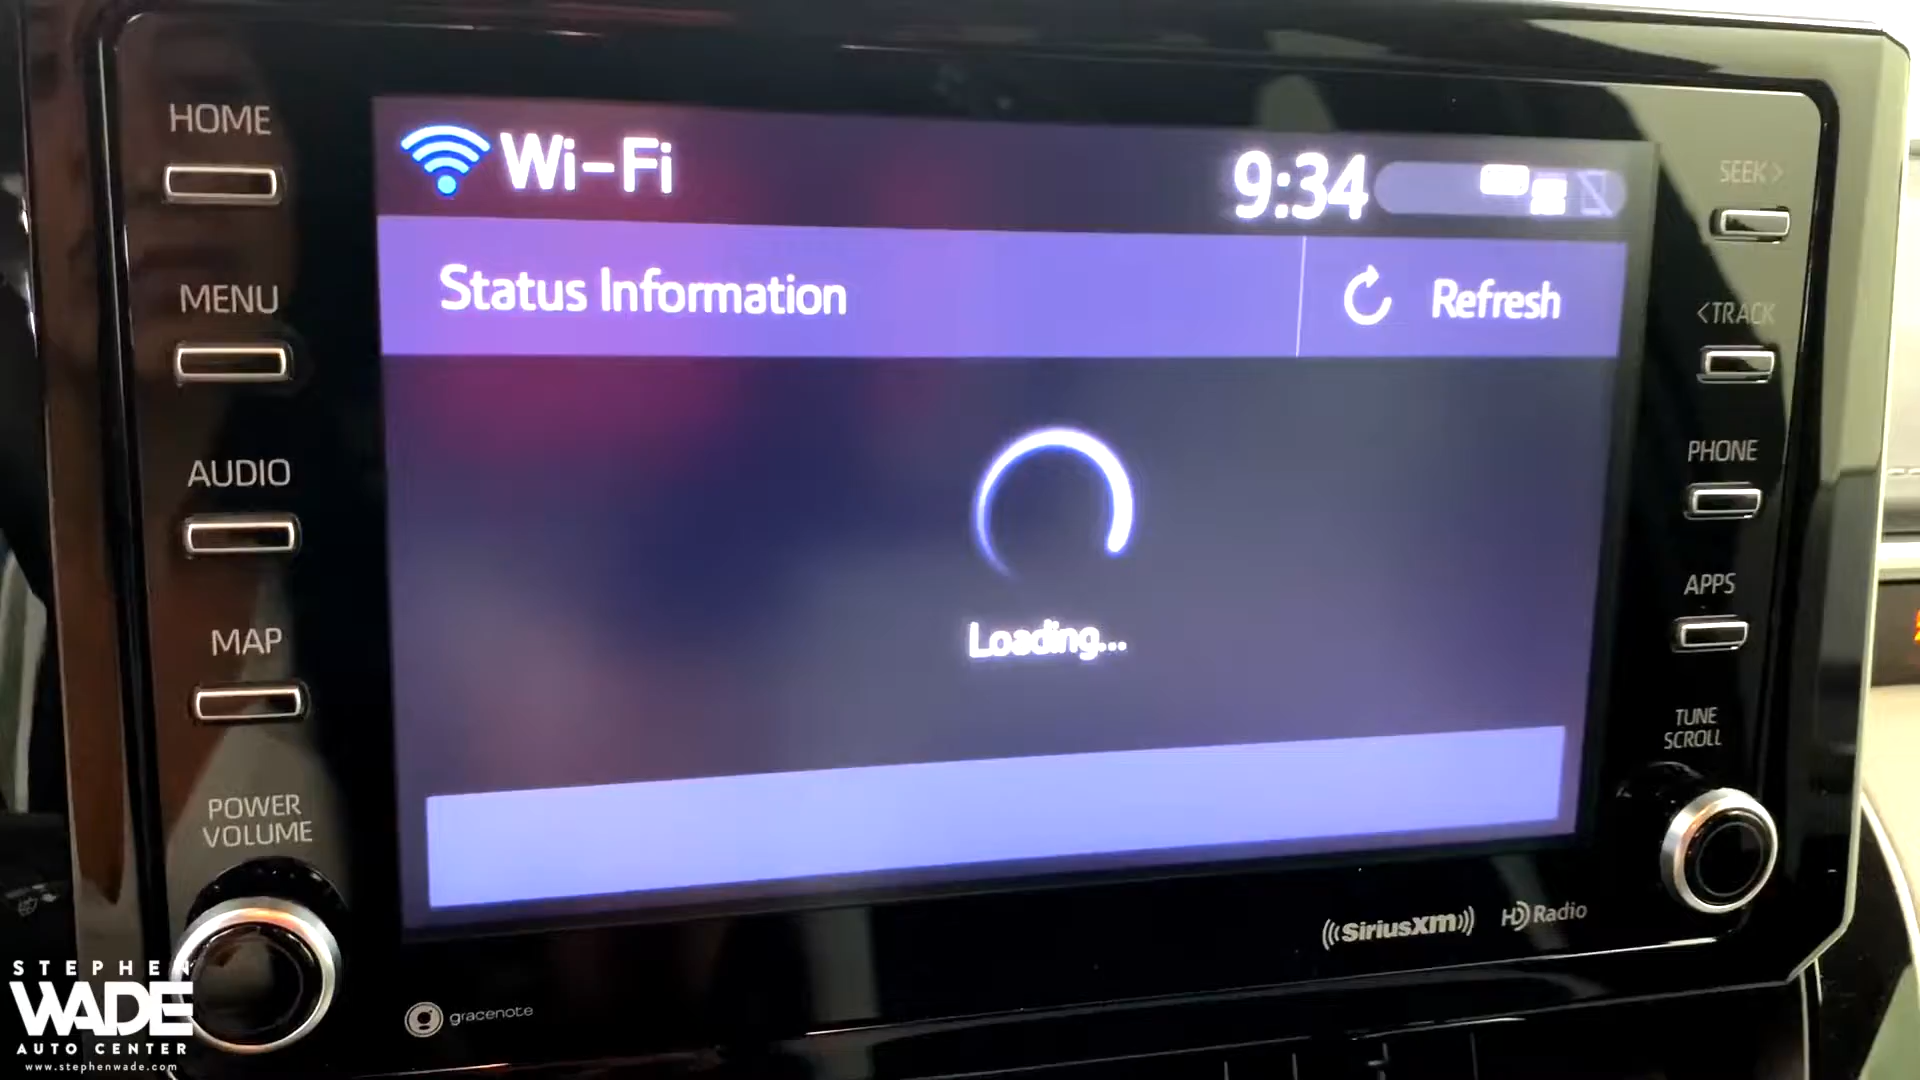 HOME
MENU
AUDIO
MAP
POWER
VOLUME
Wi-Fi
9:34
Status Information
Refresh
Loading...
SEEK>
<TRACK
PHONE
APPS
TUNE
SCROLL
SiriusXM
HD Radio
gracenote
STEPHEN
WADE
AUTO CENTER
www.stephenwade.com